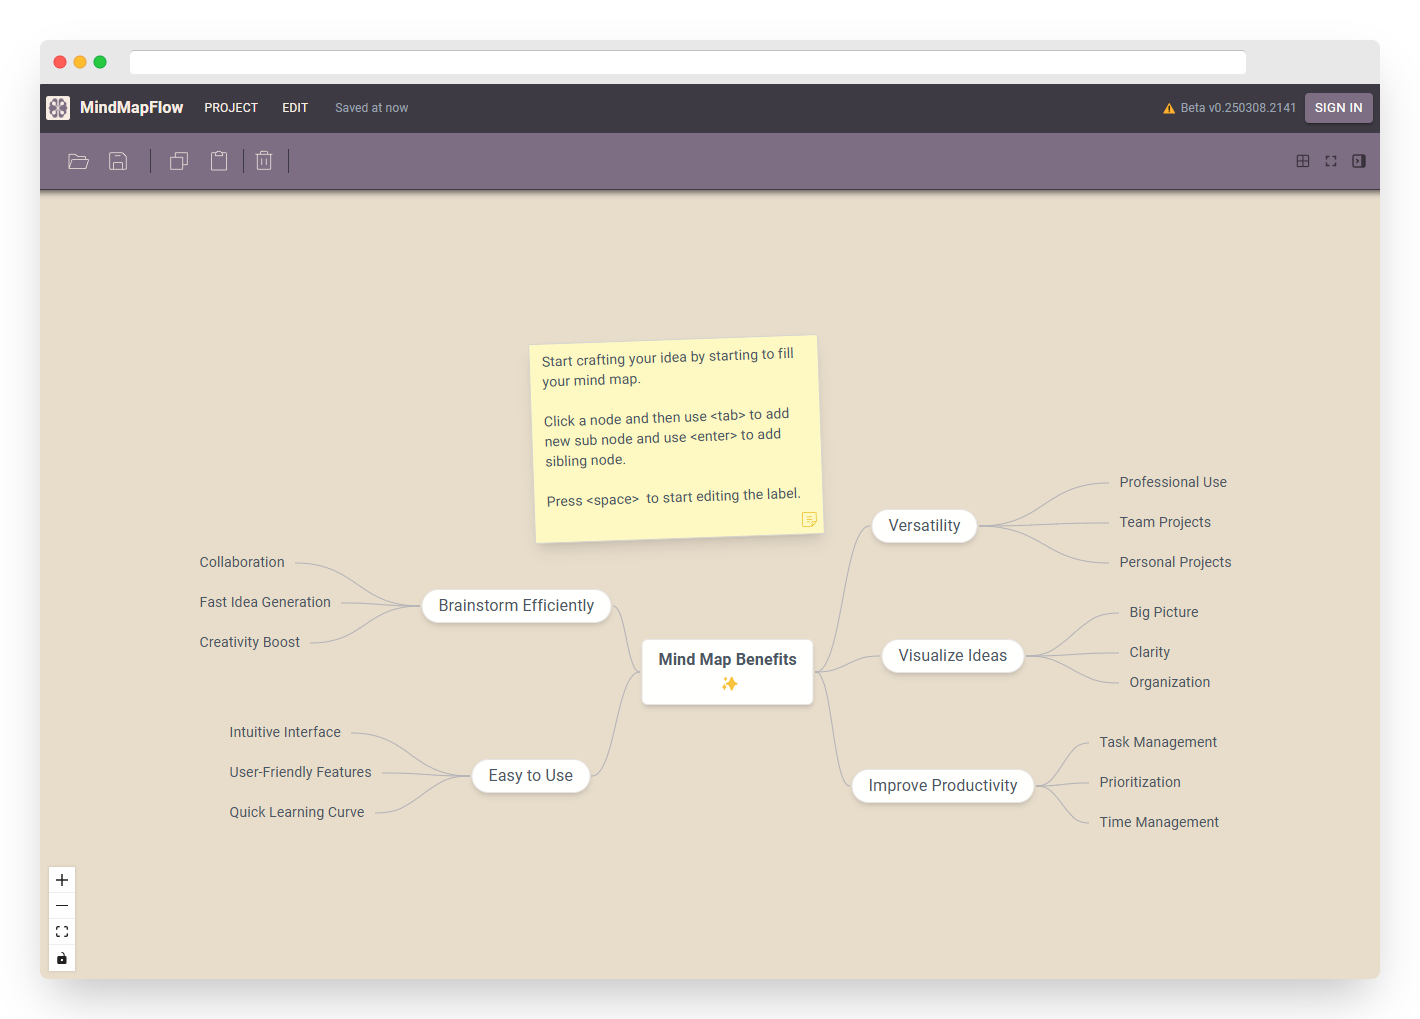 MindMapFlow PROJECT EDIT Saved at now Beta v0.250308.2141 SIGN IN
Start crafting your idea by starting to fill
your mind map.
Click a node and then use <tab> to add
new sub node and use <enter> to add
sibling node.
Press <space>  to start editing the label.
Collaboration
Fast Idea Generation
Creativity Boost
Brainstorm Efficiently
Intuitive Interface
User-Friendly Features
Quick Learning Curve
Easy to Use
Mind Map Benefits
✨
Versatility
Professional Use
Team Projects
Personal Projects
Visualize Ideas
Big Picture
Clarity
Organization
Improve Productivity
Task Management
Prioritization
Time Management